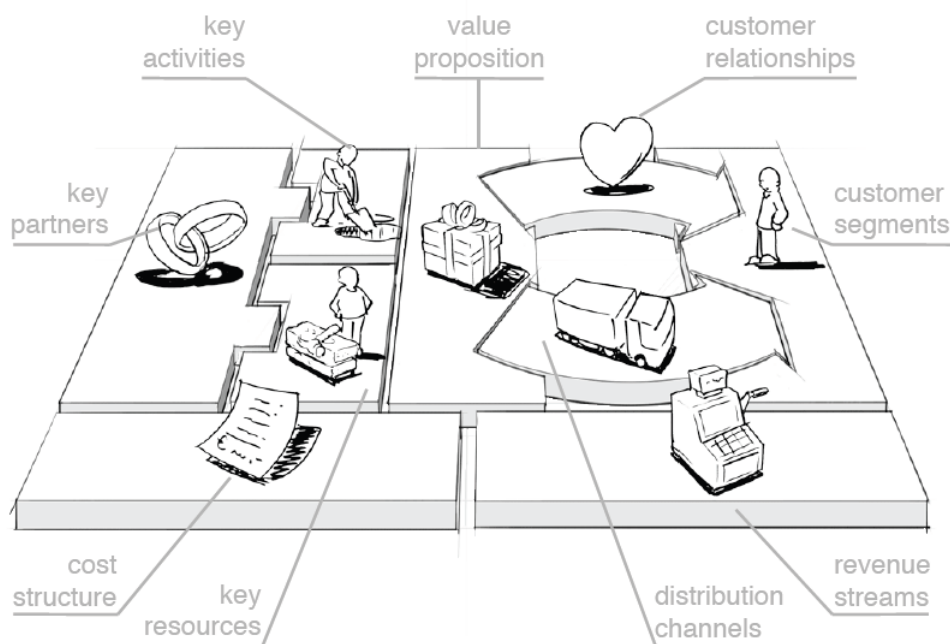 key
activities
value
proposition
customer
relationships
key
partners
customer
segments
cost
structure
key
resources
distribution
channels
revenue
streams